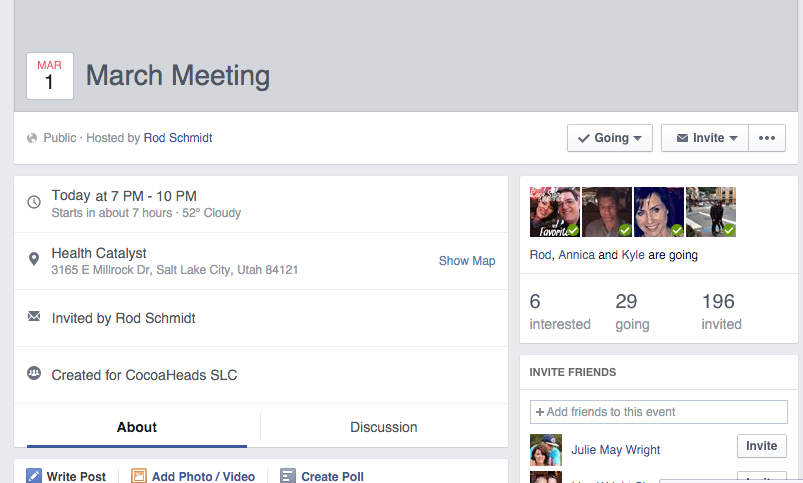 MAR
1
March Meeting
Public · Hosted by Rod Schmidt
Going
Invite
Today at 7 PM - 10 PM
Starts in about 7 hours · 52° Cloudy
Health Catalyst
3165 E Millrock Dr, Salt Lake City, Utah 84121
Show Map
Invited by Rod Schmidt
Created for CocoaHeads SLC
About
Discussion
Write Post
Add Photo / Video
Create Poll
Favorite
Rod, Annica and Kyle are going
6
interested
29
going
196
invited
INVITE FRIENDS
+ Add friends to this event
Julie May Wright
Invite